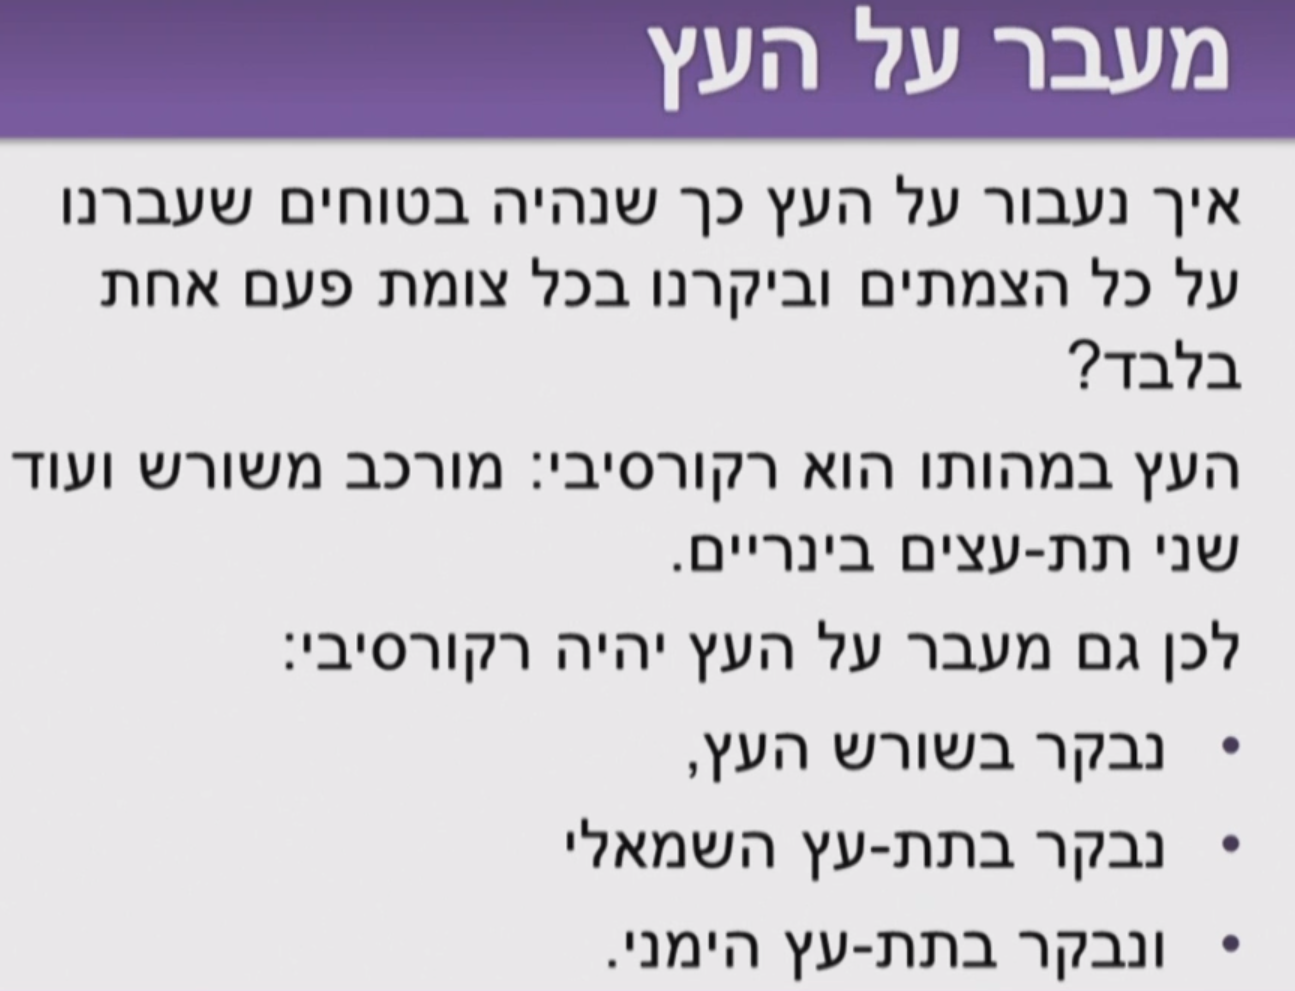 מעבר על העץ
איך נעבור על העץ כך שנהיה בטוחים שעברנו
על כל הצמתים וביקרנו בכל צומת פעם אחת
בלבד?
העץ במהותו הוא רקורסיבי: מורכב משורש ועוד
שני תת-עצים בינריים.
לכן גם מעבר על העץ יהיה רקורסיבי:
• נבקר בשורש העץ,
• נבקר בתת-עץ השמאלי
• ונבקר בתת-עץ הימני.